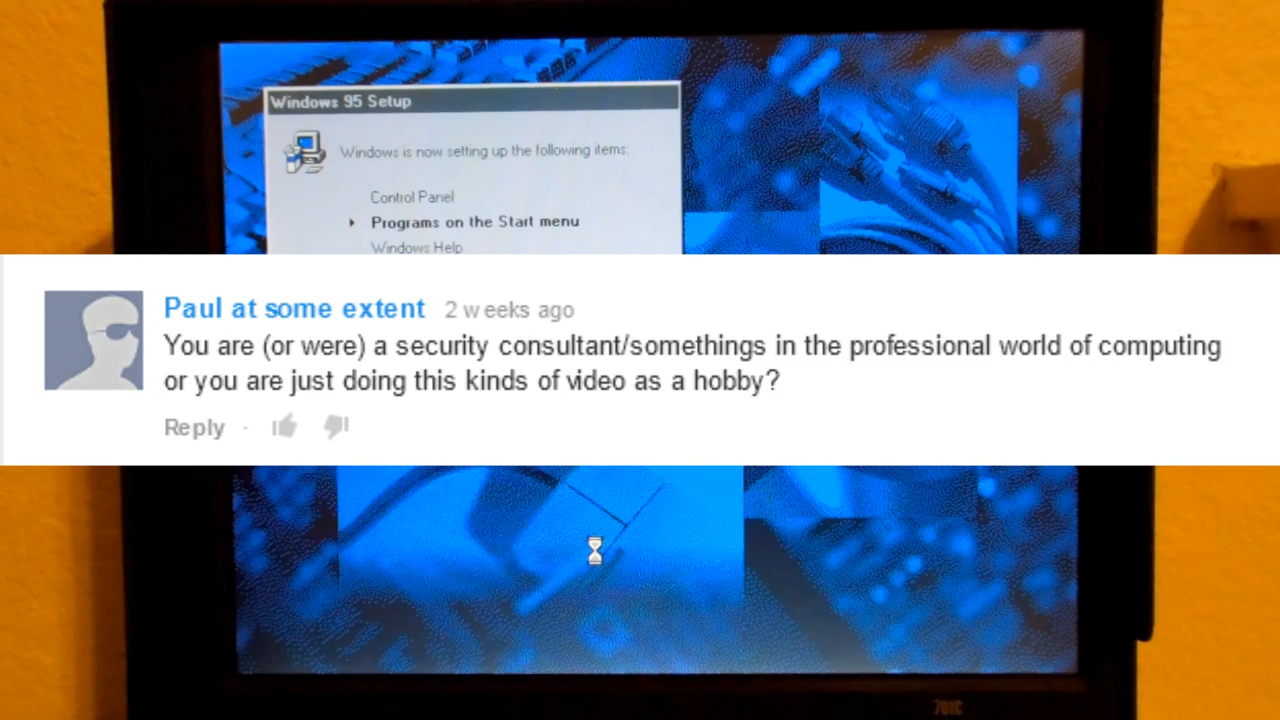 Windows 95 Setup
Windows is now setting up the following items:
Control Panel
Programs on the Start menu
Windows Help
Paul at some extent 2 weeks ago
You are (or were) a security consultant/somethings in the professional world of computing
or you are just doing this kinds of video as a hobby?
Reply
701C